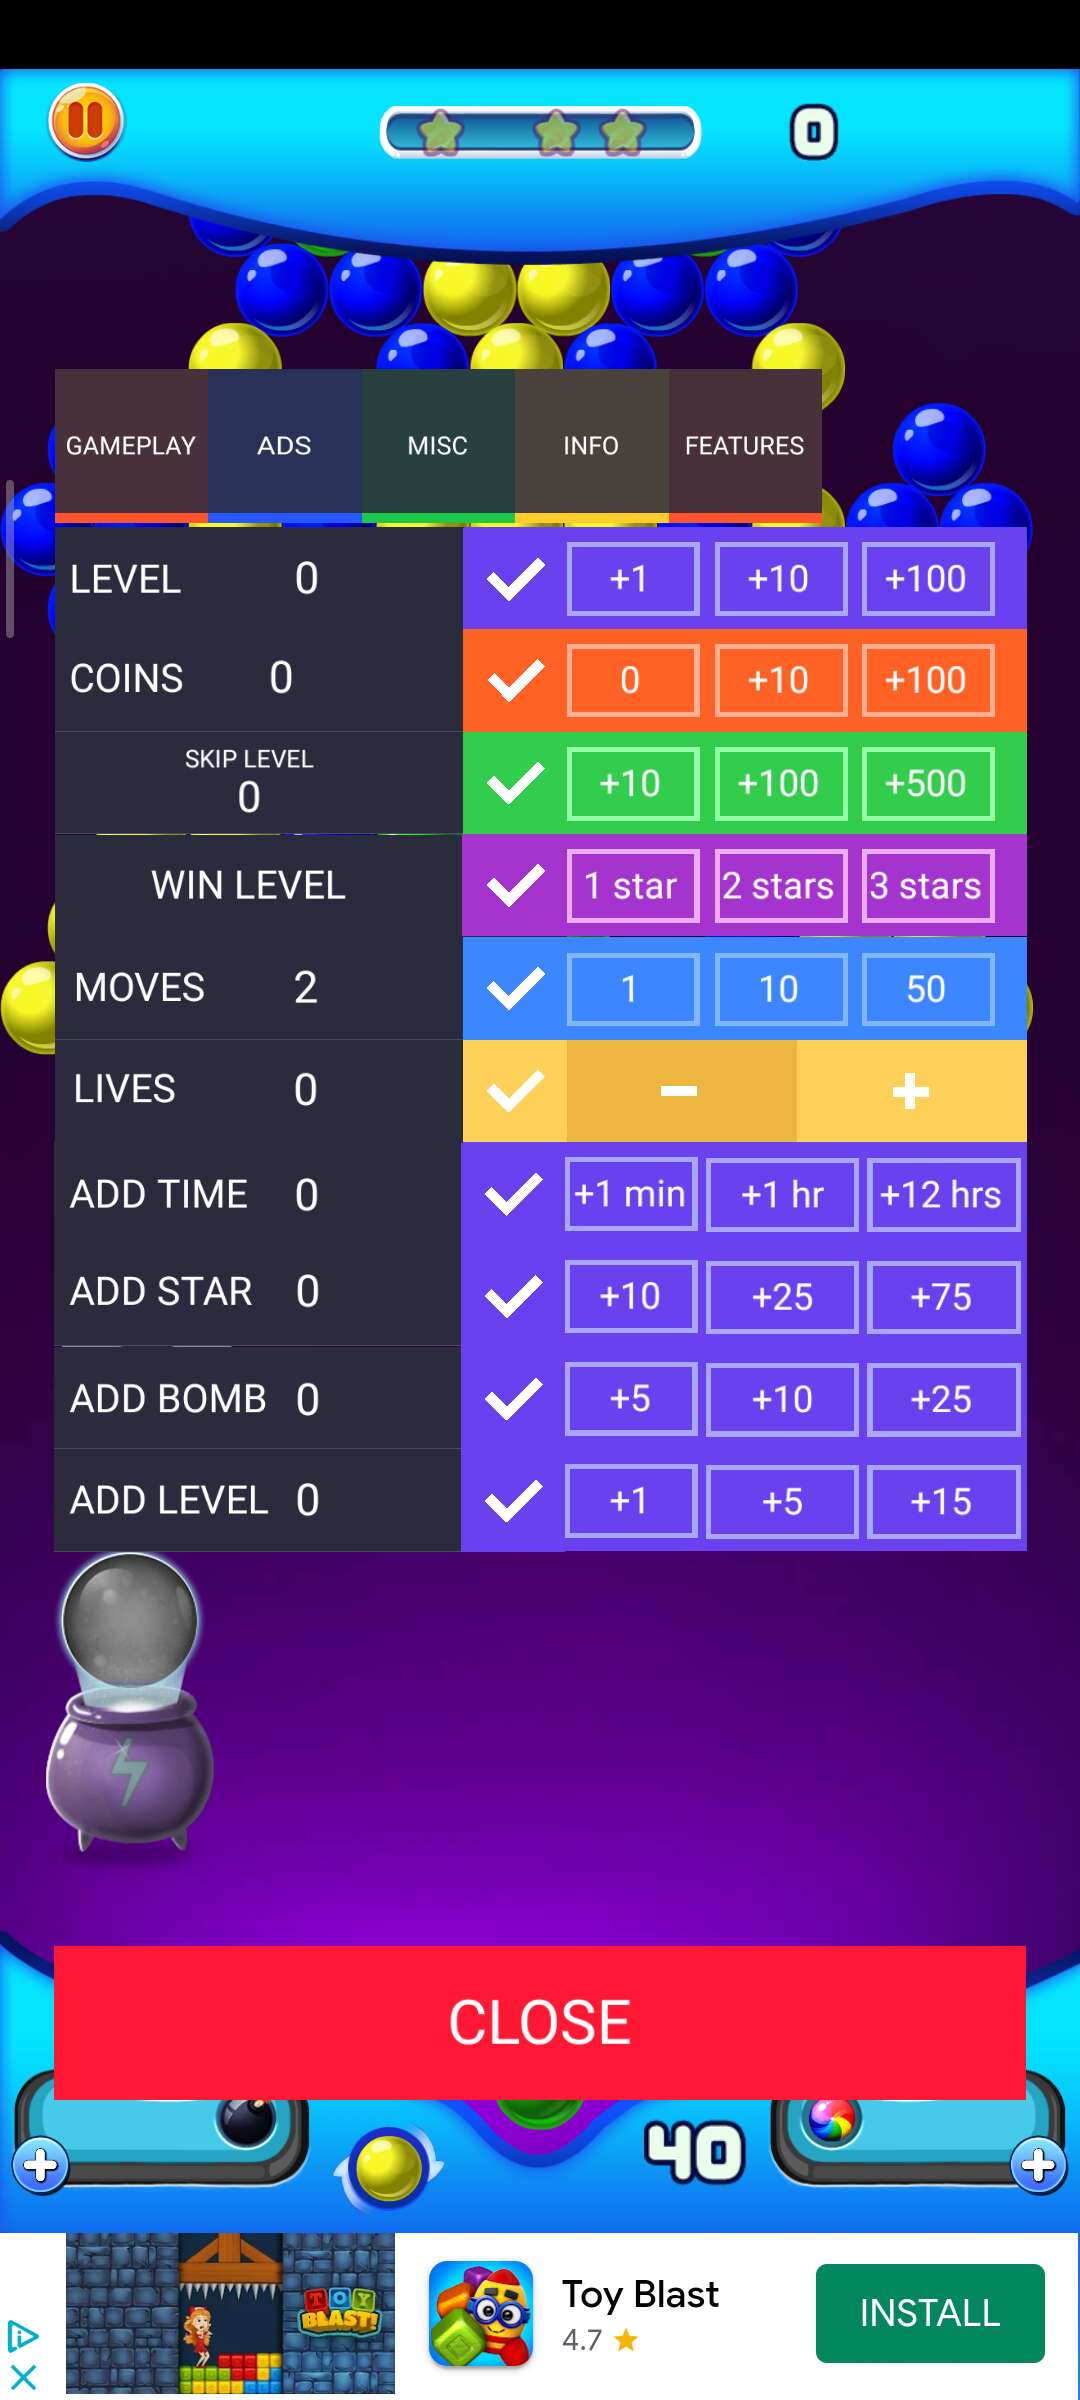 0
GAMEPLAY ADS MISC INFO FEATURES
LEVEL 0 +1 +10 +100
COINS 0 0 +10 +100
SKIP LEVEL
0 +10 +100 +500
WIN LEVEL 1 star 2 stars 3 stars
MOVES 2 1 10 50
LIVES 0 − +
ADD TIME 0 +1 min +1 hr +12 hrs
ADD STAR 0 +10 +25 +75
ADD BOMB 0 +5 +10 +25
ADD LEVEL 0 +1 +5 +15
CLOSE
40
TOY
BLAST!
Toy Blast
4.7
INSTALL